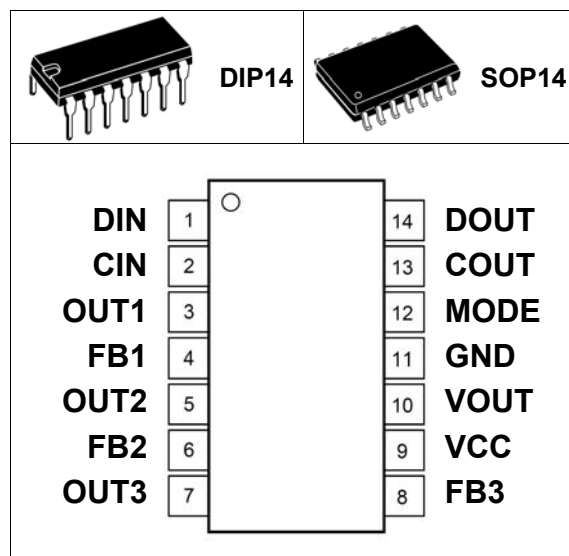 DIP14
SOP14
DIN 1 14 DOUT
CIN 2 13 COUT
OUT1 3 12 MODE
FB1 4 11 GND
OUT2 5 10 VOUT
FB2 6 9 VCC
OUT3 7 8 FB3